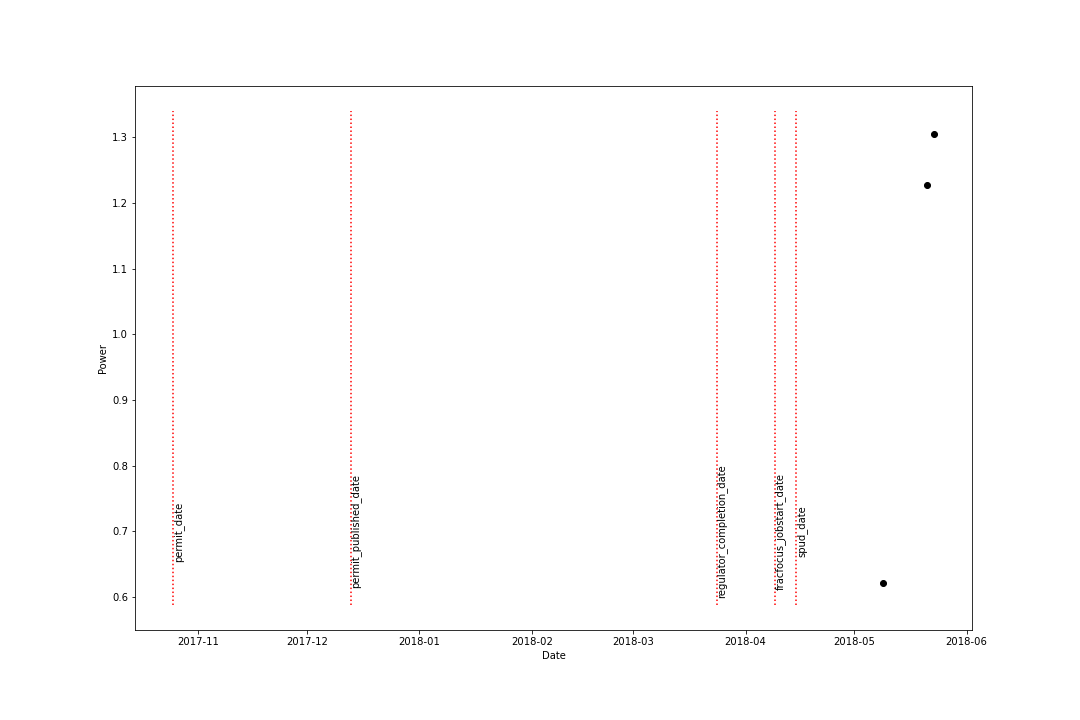 1.3
1.2
1.1
1.0
0.9
0.8
0.7
0.6
Power
permit_date
permit_published_date
regulator_completion_date
fracfocus_jobstart_date
spud_date
2017-11
2017-12
2018-01
2018-02
2018-03
2018-04
2018-05
2018-06
Date